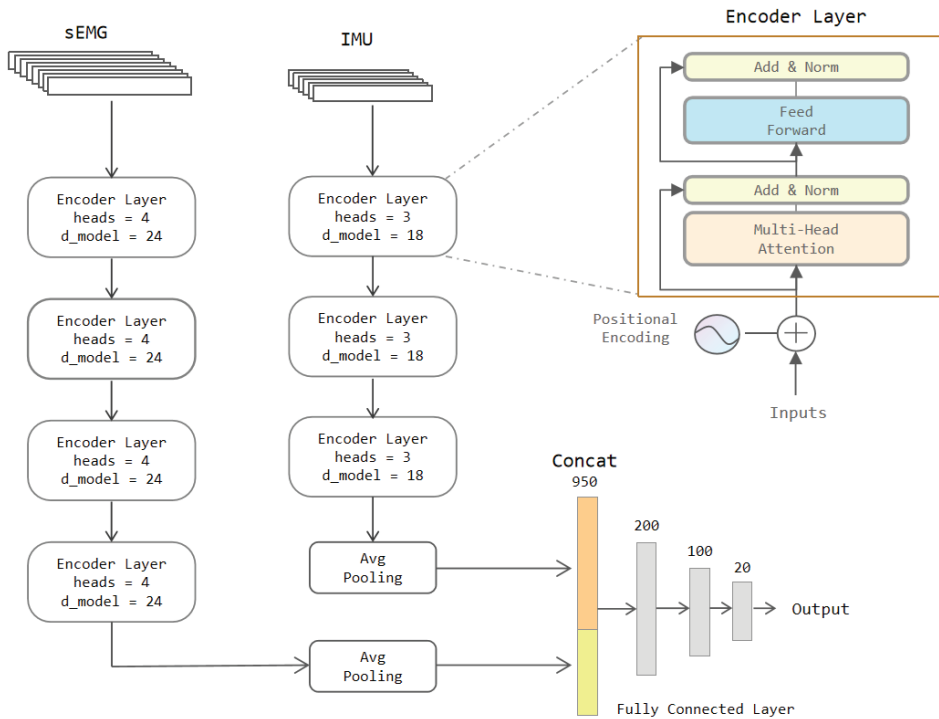 sEMG
Encoder Layer
heads = 4
d_model = 24
Encoder Layer
heads = 4
d_model = 24
Encoder Layer
heads = 4
d_model = 24
Encoder Layer
heads = 4
d_model = 24
IMU
Encoder Layer
heads = 3
d_model = 18
Encoder Layer
heads = 3
d_model = 18
Encoder Layer
heads = 3
d_model = 18
Avg
Pooling
Avg
Pooling
Encoder Layer
Add & Norm
Feed
Forward
Add & Norm
Multi-Head
Attention
Positional
Encoding
Inputs
Concat
950
200
100
20
Output
Fully Connected Layer